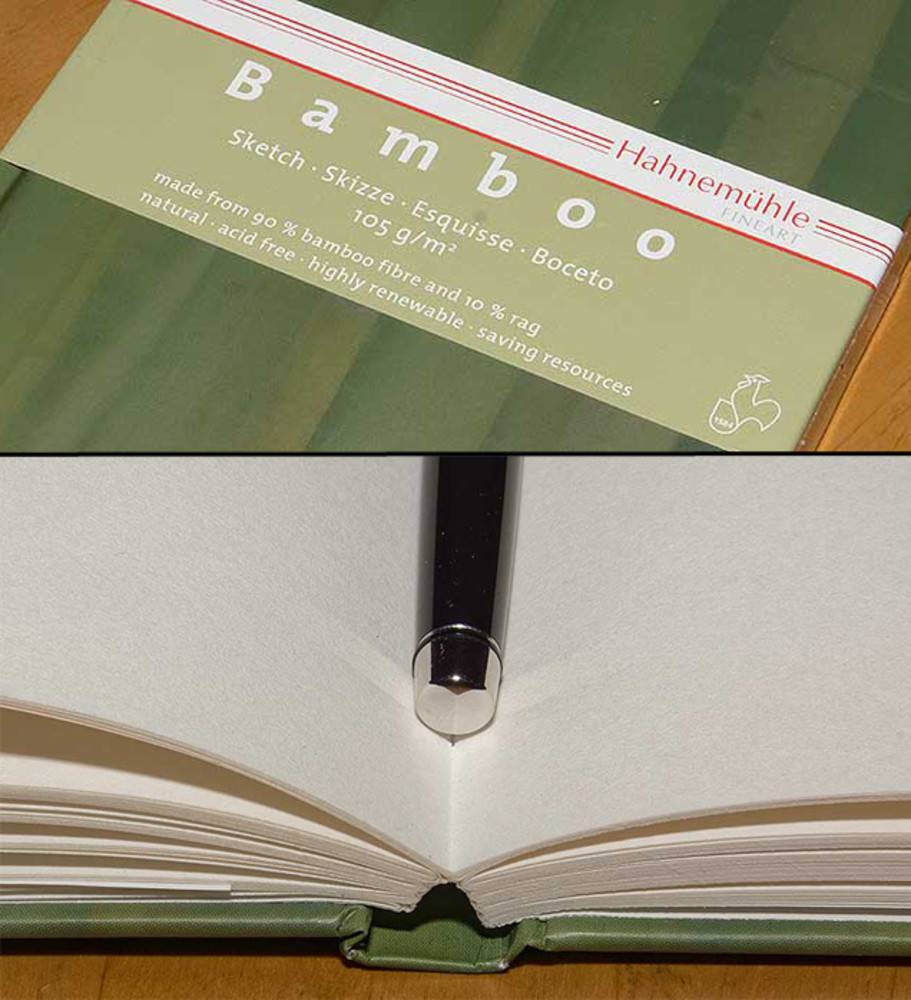 Hahnemühle
FINEART
Bamboo
Sketch · Skizze · Esquisse · Boceto
105 g/m²
made from 90 % bamboo fibre and 10 % rag
natural · acid free · highly renewable · saving resources
1584